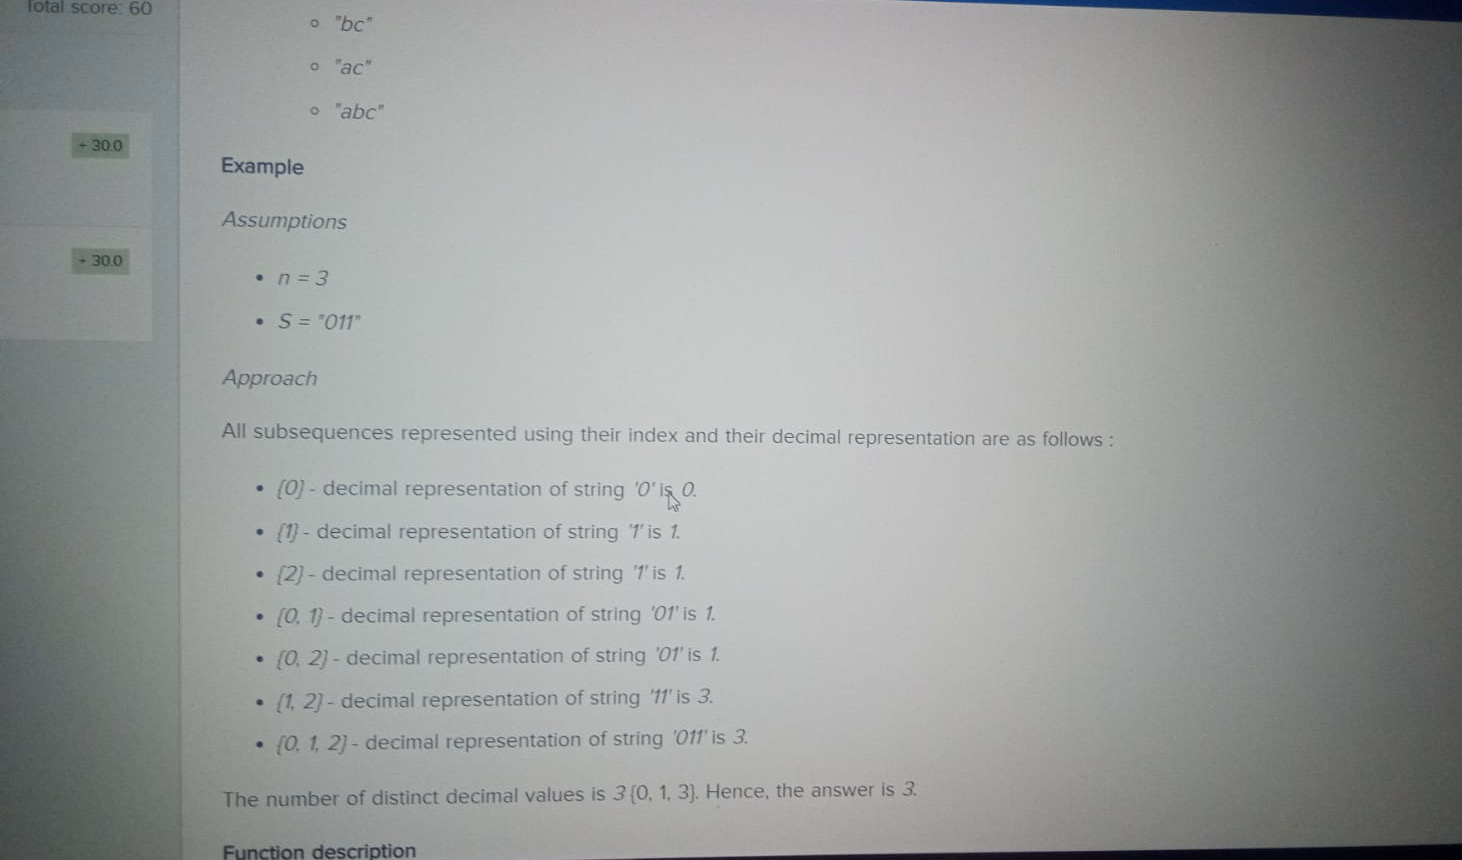 Total score: 60
"bc"
"ac"
"abc"
+ 30.0
Example
Assumptions
+ 30.0
n = 3
S = "011"
Approach
All subsequences represented using their index and their decimal representation are as follows :
{0} - decimal representation of string '0' is 0.
{1} - decimal representation of string '1' is 1.
{2} - decimal representation of string '1' is 1.
{0, 1} - decimal representation of string '01' is 1.
{0, 2} - decimal representation of string '01' is 1.
{1, 2} - decimal representation of string '11' is 3.
{0, 1, 2} - decimal representation of string '011' is 3.
The number of distinct decimal values is 3 {0, 1, 3}. Hence, the answer is 3.
Function description